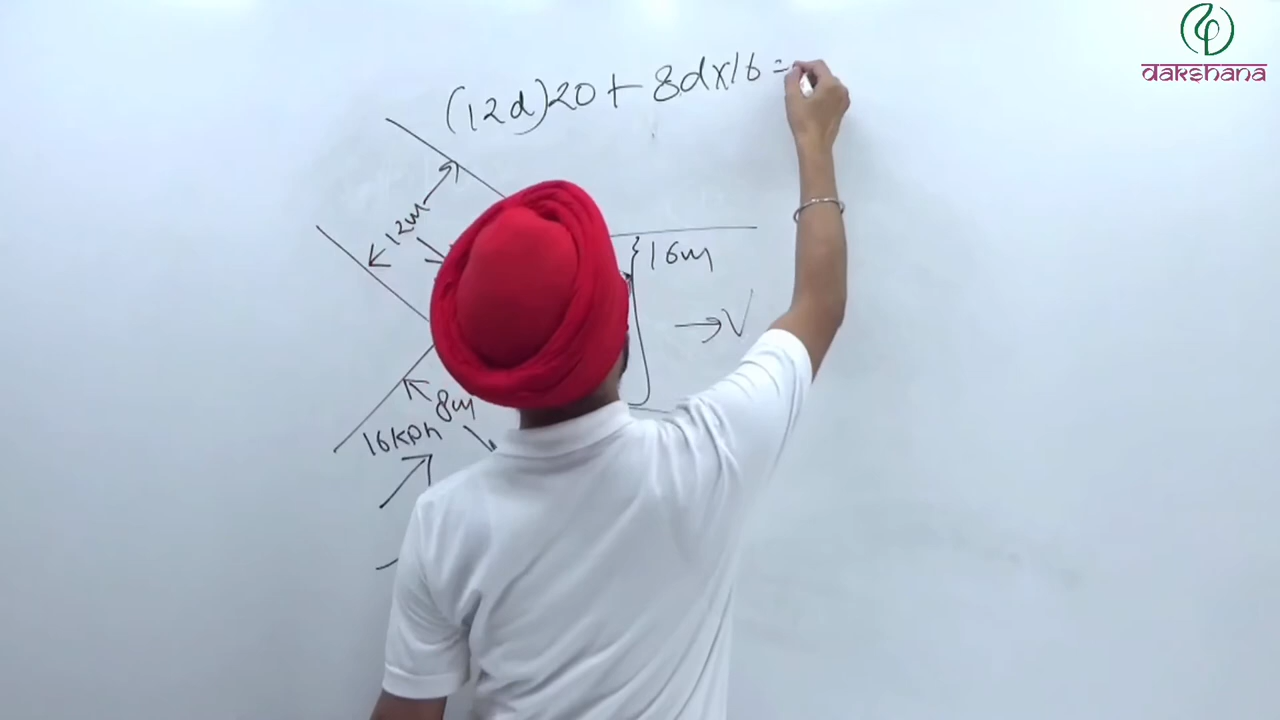 dakshana
(12d)20 + 8dx16 =
12m
16m
→V
8m
16kph